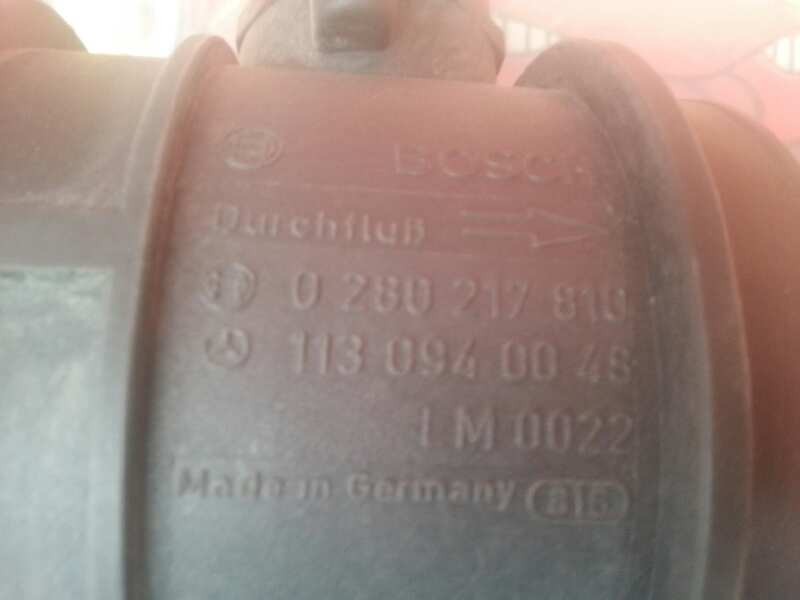 BOSCH
Durchfluß
0 280 217 810
113 094 00 48
LM 0022
Made in Germany 816